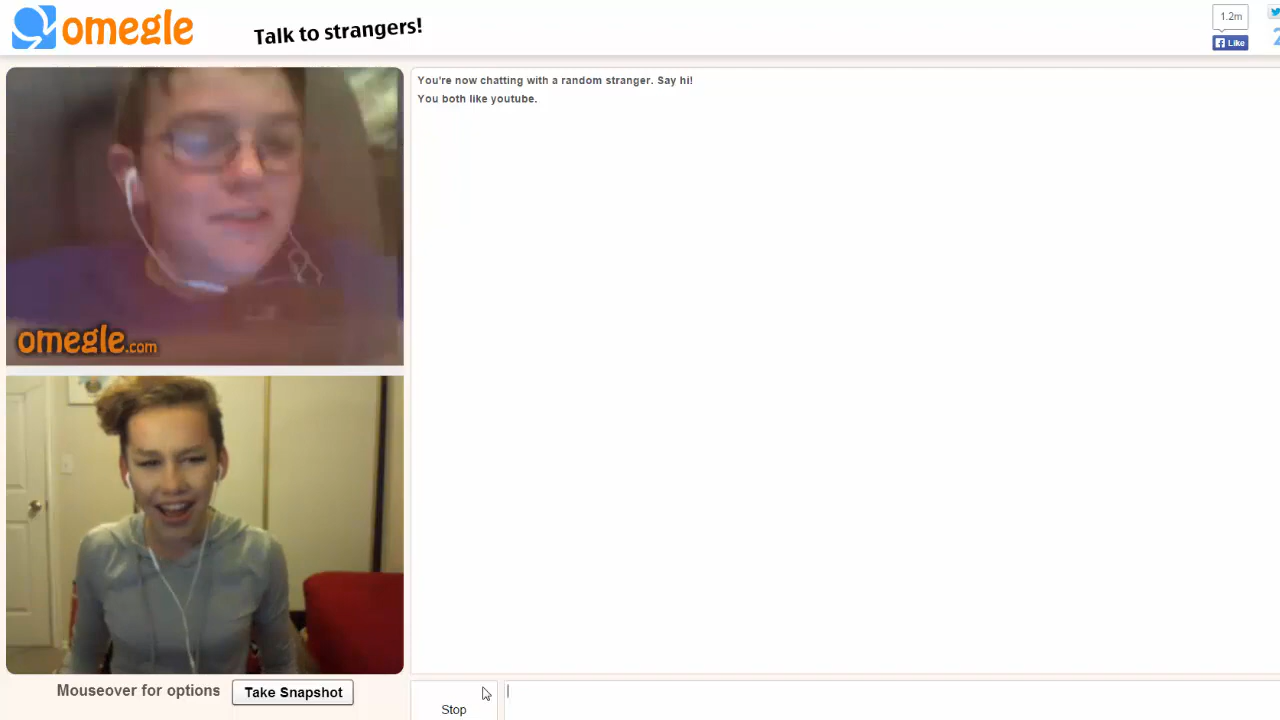 omegle
Talk to strangers!
1.2m
Like
You're now chatting with a random stranger. Say hi!
You both like youtube.
omegle.com
Mouseover for options
Take Snapshot
Stop